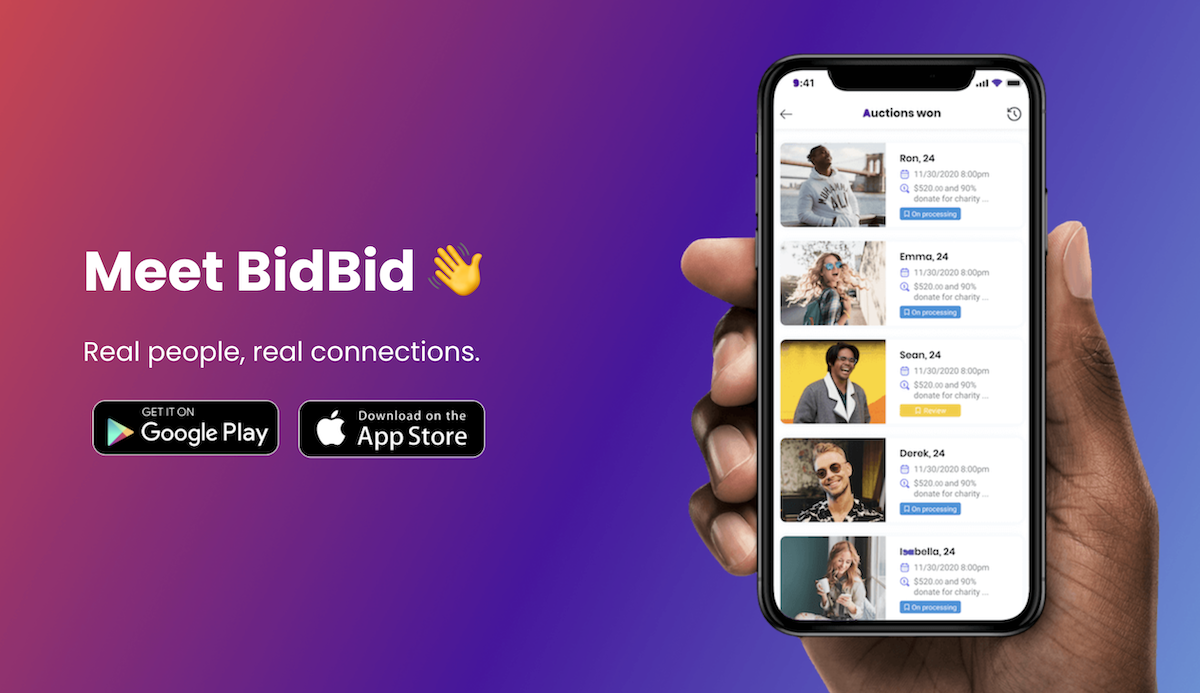 Meet BidBid 👋
Real people, real connections.
GET IT ON
Google Play
Download on the
App Store
9:41
Auctions won
Ron, 24
11/30/2020 8:00pm
$520.00 and 90%
donate for charity ...
On processing
MUHAMMAD
ALI
Emma, 24
11/30/2020 8:00pm
$520.00 and 90%
donate for charity ...
On processing
Sean, 24
11/30/2020 8:00pm
$520.00 and 90%
donate for charity ...
Review
Derek, 24
11/30/2020 8:00pm
$520.00 and 90%
donate for charity ...
On processing
Isabella, 24
11/30/2020 8:00pm
$520.00 and 90%
donate for charity ...
On processing